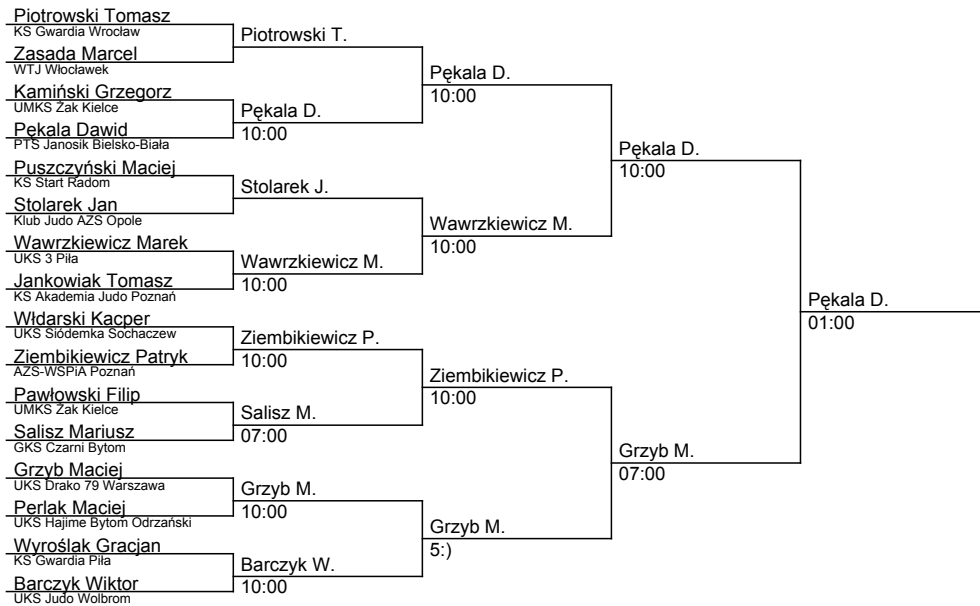 Piotrowski Tomasz
KS Gwardia Wrocław
Zasada Marcel
WTJ Włocławek
Kamiński Grzegorz
UMKS Żak Kielce
Pękala Dawid
PTS Janosik Bielsko-Biała
Puszczyński Maciej
KS Start Radom
Stolarek Jan
Klub Judo AZS Opole
Wawrzkiewicz Marek
UKS 3 Piła
Jankowiak Tomasz
KS Akademia Judo Poznań
Włdarski Kacper
UKS Siódemka Sochaczew
Ziembikiewicz Patryk
AZS-WSPiA Poznań
Pawłowski Filip
UMKS Żak Kielce
Salisz Mariusz
GKS Czarni Bytom
Grzyb Maciej
UKS Drako 79 Warszawa
Perlak Maciej
UKS Hajime Bytom Odrzański
Wyroślak Gracjan
KS Gwardia Piła
Barczyk Wiktor
UKS Judo Wolbrom
Piotrowski T.
Pękala D.
10:00
Stolarek J.
Wawrzkiewicz M.
10:00
Ziembikiewicz P.
10:00
Salisz M.
07:00
Grzyb M.
10:00
Barczyk W.
10:00
Pękala D.
10:00
Wawrzkiewicz M.
10:00
Ziembikiewicz P.
10:00
Grzyb M.
5:)
Pękala D.
10:00
Grzyb M.
07:00
Pękala D.
01:00